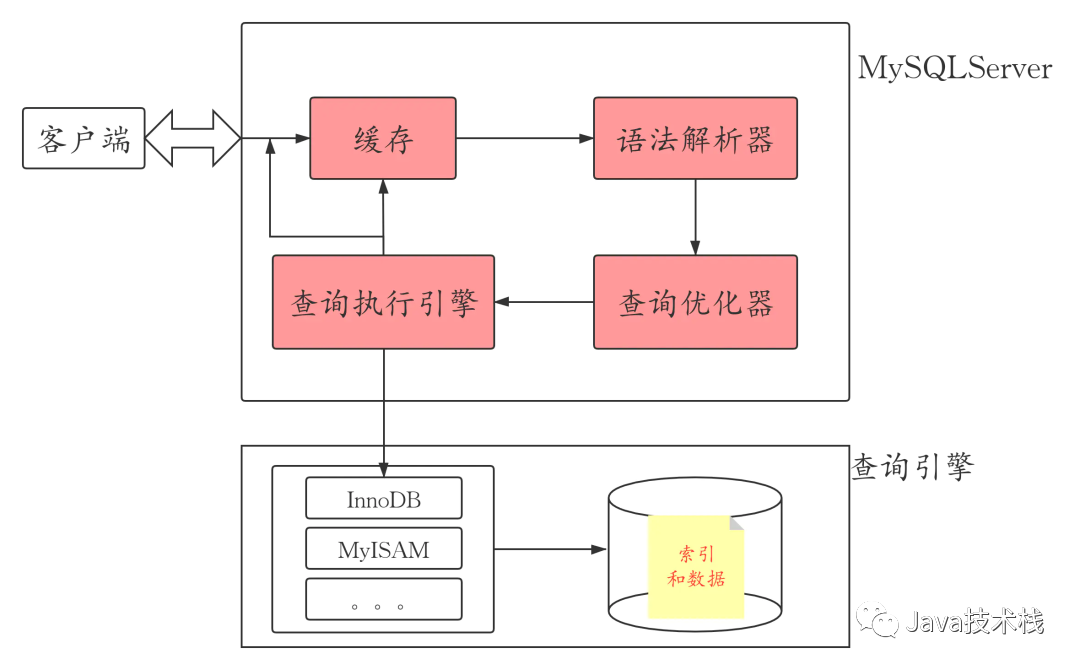 MySQLServer
客户端
缓存
语法解析器
查询执行引擎
查询优化器
查询引擎
InnoDB
MyISAM
。。。
索引
和数据
Java技术栈